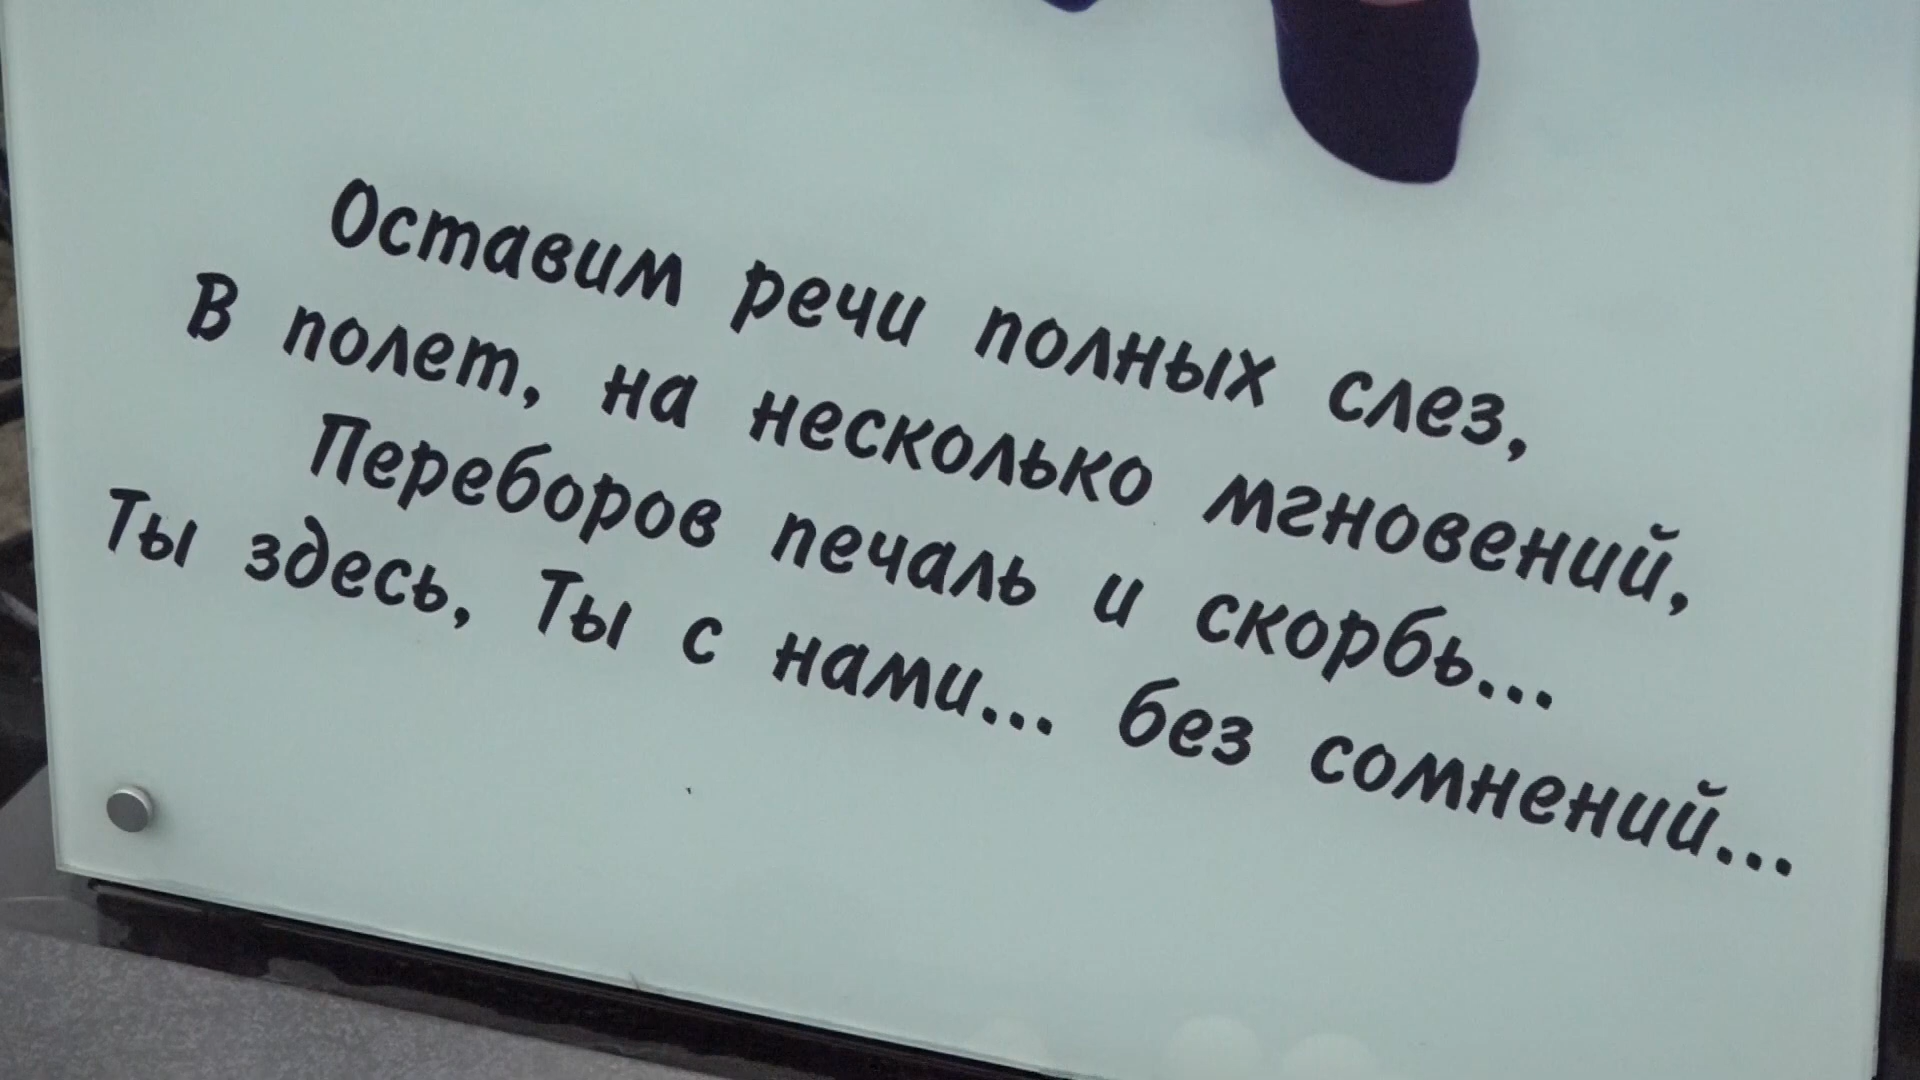 Оставим речи полных слез,
В полет, на несколько мгновений,
Переборов печаль и скорбь...
Ты здесь, Ты с нами... без сомнений...